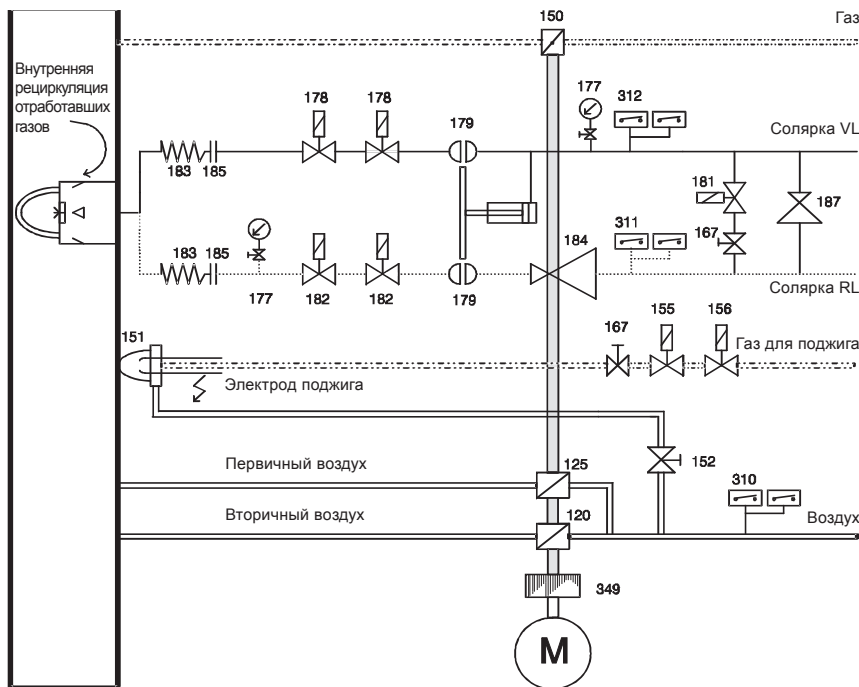 150
Газ
Внутренняя
рециркуляция
отработавших
газов
178
178
179
177
312
Солярка VL
183
185
181
187
167
311
184
183
185
177
182
182
179
Солярка RL
151
167
155
156
Газ для поджига
Электрод поджига
Первичный воздух
125
152
310
Вторичный воздух
120
Воздух
349
M